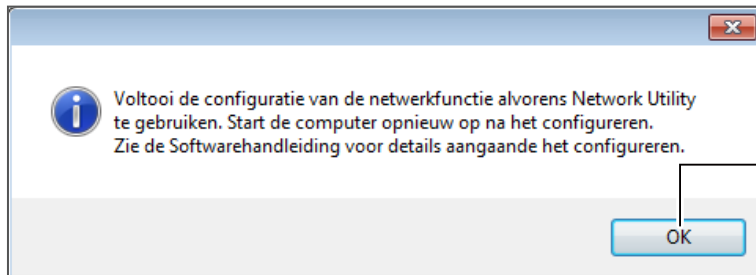 Voltooi de configuratie van de netwerkfunctie alvorens Network Utility
te gebruiken. Start de computer opnieuw op na het configureren.
Zie de Softwarehandleiding voor details aangaande het configureren.
OK